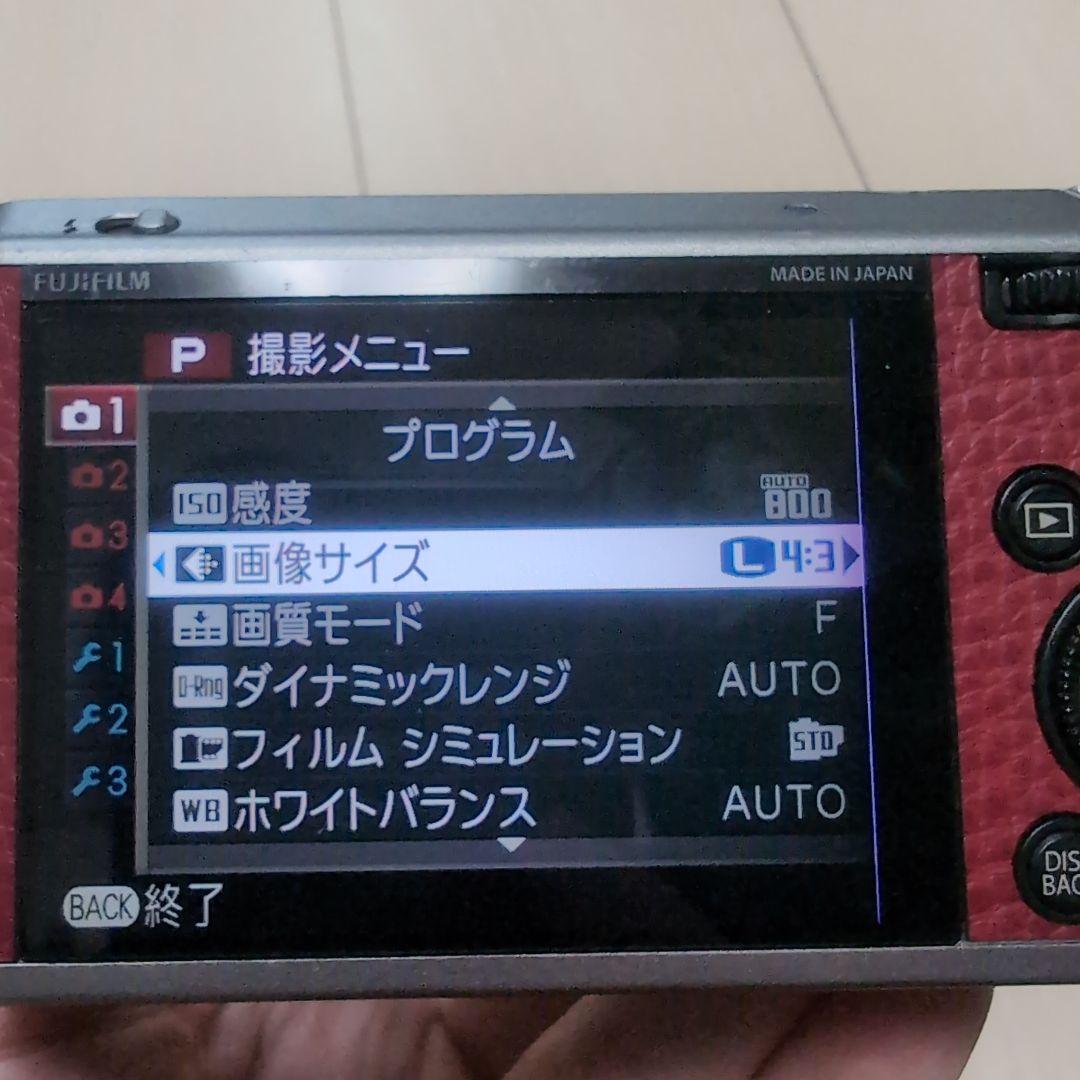 FUJIFILM
MADE IN JAPAN
P 撮影メニュー
1
プログラム
2
ISO 感度 AUTO 800
3
画像サイズ L 4:3
4
画質モード F
1
D-Rng ダイナミックレンジ AUTO
2
フィルム シミュレーション STD
3
WB ホワイトバランス AUTO
BACK 終了
DIS
BAC